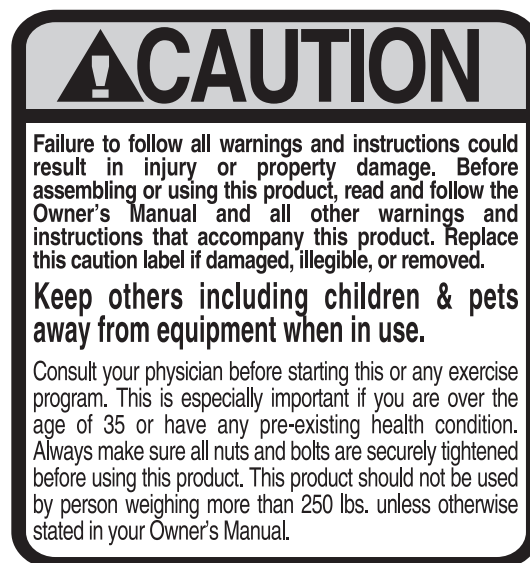 CAUTION
Failure to follow all warnings and instructions could
result in injury or property damage. Before
assembling or using this product, read and follow the
Owner's Manual and all other warnings and
instructions that accompany this product. Replace
this caution label if damaged, illegible, or removed.
Keep others including children & pets
away from equipment when in use.
Consult your physician before starting this or any exercise
program. This is especially important if you are over the
age of 35 or have any pre-existing health condition.
Always make sure all nuts and bolts are securely tightened
before using this product. This product should not be used
by person weighing more than 250 lbs. unless otherwise
stated in your Owner's Manual.